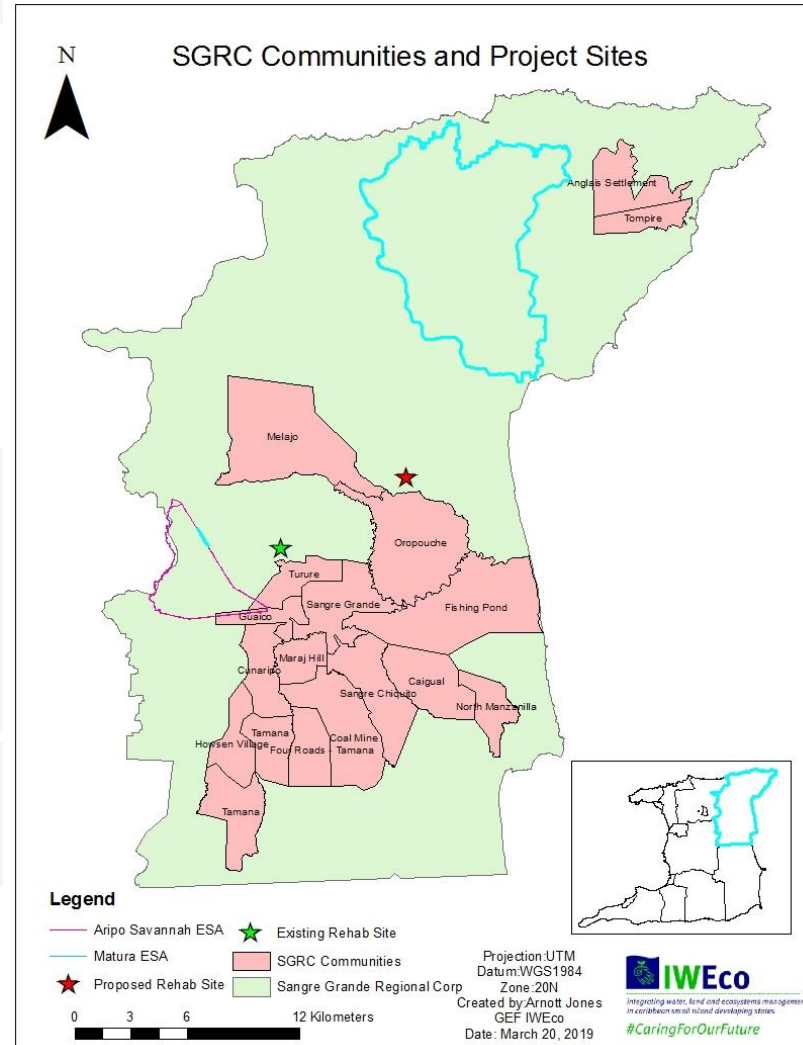 SGRC Communities and Project Sites
N
Anglais Settlement
Tompire
Melajo
Oropouche
Turure
Sangre Grande
Fishing Pond
Guaico
Maraj Hill
Cunaripo
Caigual
Sangre Chiquito
North Manzanilla
Howsen Village
Tamana
Four Roads - Tamana
Coal Mine
Tamana
Legend
Aripo Savannah ESA
Existing Rehab Site
Matura ESA
SGRC Communities
Proposed Rehab Site
Sangre Grande Regional Corp
0 3 6 12 Kilometers
Projection:UTM
Datum:WGS1984
Zone:20N
Created by:Arnott Jones
GEF IWEco
Date: March 20, 2019
IWEco
Integrating water, land and ecosystems management
in caribbean small island developing states
#CaringForOurFuture